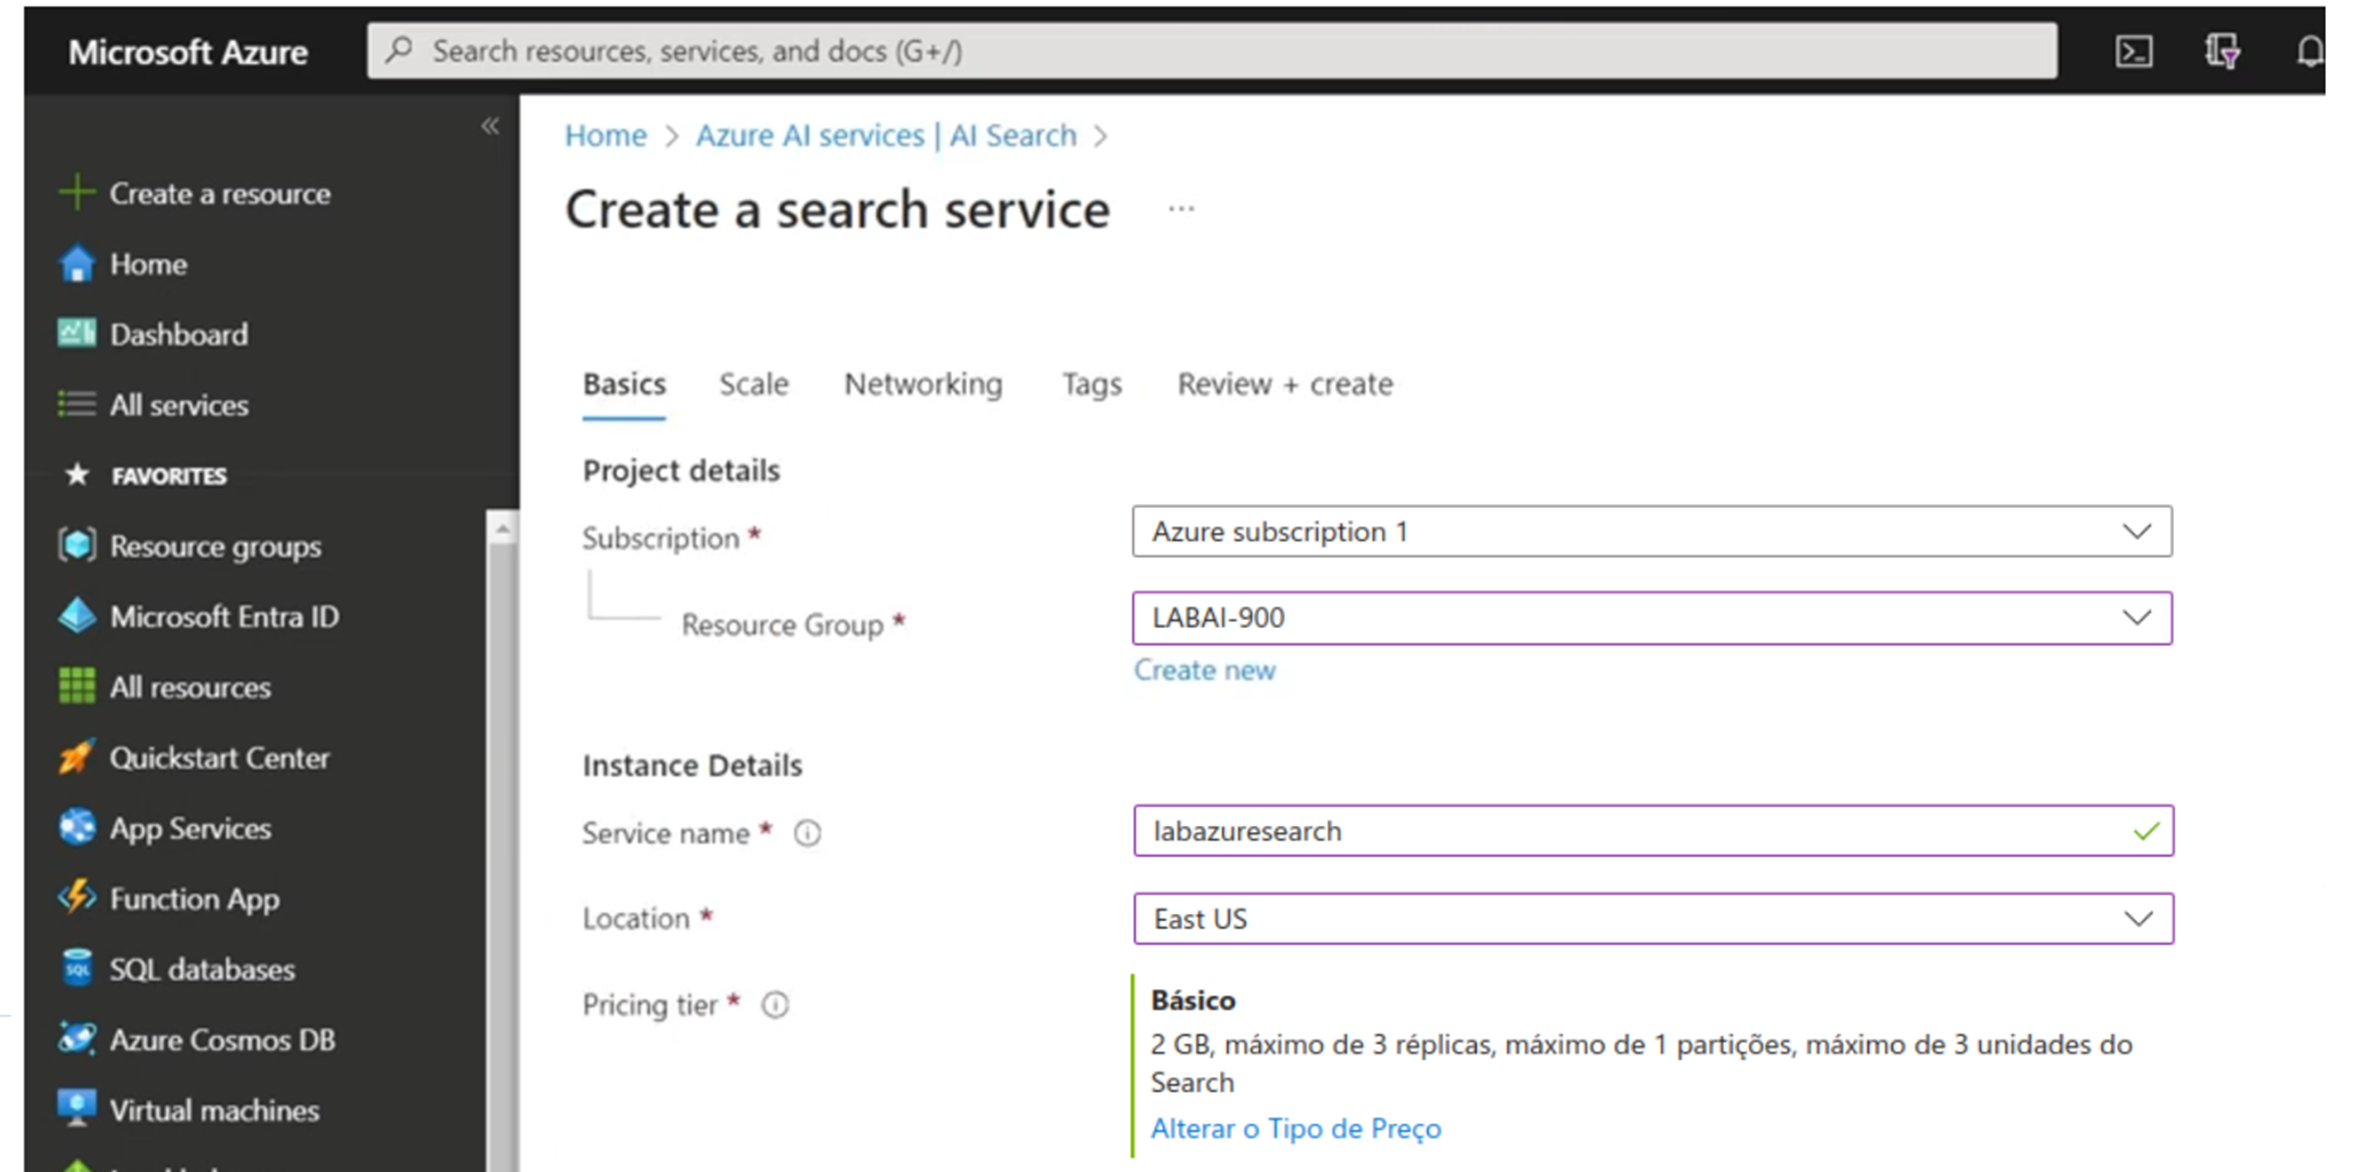 Microsoft Azure
Search resources, services, and docs (G+/)
Home > Azure AI services | AI Search >
Create a search service ...
Create a resource
Home
Dashboard
All services
FAVORITES
Resource groups
Microsoft Entra ID
All resources
Quickstart Center
App Services
Function App
SQL databases
Azure Cosmos DB
Virtual machines
Basics Scale Networking Tags Review + create
Project details
Subscription * Azure subscription 1
Resource Group * LABAI-900
Create new
Instance Details
Service name * labazuresearch
Location * East US
Pricing tier * Básico
2 GB, máximo de 3 réplicas, máximo de 1 partições, máximo de 3 unidades do
Search
Alterar o Tipo de Preço